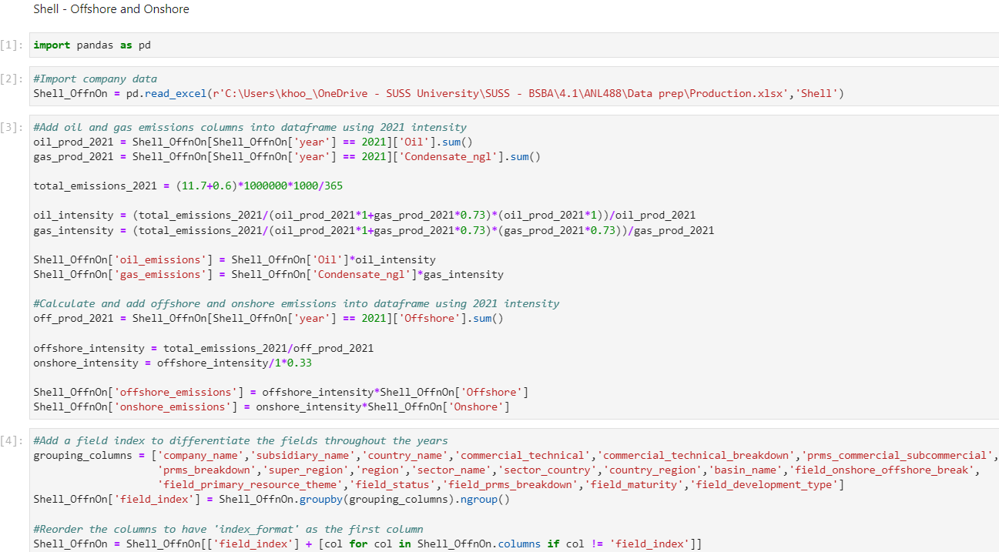 Shell - Offshore and Onshore
[1]: import pandas as pd
[2]: #Import company data
Shell_OffnOn = pd.read_excel(r'C:\Users\khoo_\OneDrive - SUSS University\SUSS - BSBA\4.1\ANL488\Data prep\Production.xlsx','Shell')
[3]: #Add oil and gas emissions columns into dataframe using 2021 intensity
oil_prod_2021 = Shell_OffnOn[Shell_OffnOn['year'] == 2021]['Oil'].sum()
gas_prod_2021 = Shell_OffnOn[Shell_OffnOn['year'] == 2021]['Condensate_ngl'].sum()
total_emissions_2021 = (11.7+0.6)*1000000*1000/365
oil_intensity = (total_emissions_2021/(oil_prod_2021*1+gas_prod_2021*0.73)*(oil_prod_2021*1))/oil_prod_2021
gas_intensity = (total_emissions_2021/(oil_prod_2021*1+gas_prod_2021*0.73)*(gas_prod_2021*0.73))/gas_prod_2021
Shell_OffnOn['oil_emissions'] = Shell_OffnOn['Oil']*oil_intensity
Shell_OffnOn['gas_emissions'] = Shell_OffnOn['Condensate_ngl']*gas_intensity
#Calculate and add offshore and onshore emissions into dataframe using 2021 intensity
off_prod_2021 = Shell_OffnOn[Shell_OffnOn['year'] == 2021]['Offshore'].sum()
offshore_intensity = total_emissions_2021/off_prod_2021
onshore_intensity = offshore_intensity/1*0.33
Shell_OffnOn['offshore_emissions'] = offshore_intensity*Shell_OffnOn['Offshore']
Shell_OffnOn['onshore_emissions'] = onshore_intensity*Shell_OffnOn['Onshore']
[4]: #Add a field index to differentiate the fields throughout the years
grouping_columns = ['company_name','subsidiary_name','country_name','commercial_technical','commercial_technical_breakdown','prms_commercial_subcommercial',
'prms_breakdown','super_region','region','sector_name','sector_country','country_region','basin_name','field_onshore_offshore_break',
'field_primary_resource_theme','field_status','field_prms_breakdown','field_maturity','field_development_type']
Shell_OffnOn['field_index'] = Shell_OffnOn.groupby(grouping_columns).ngroup()
#Reorder the columns to have 'index_format' as the first column
Shell_OffnOn = Shell_OffnOn[['field_index'] + [col for col in Shell_OffnOn.columns if col != 'field_index']]